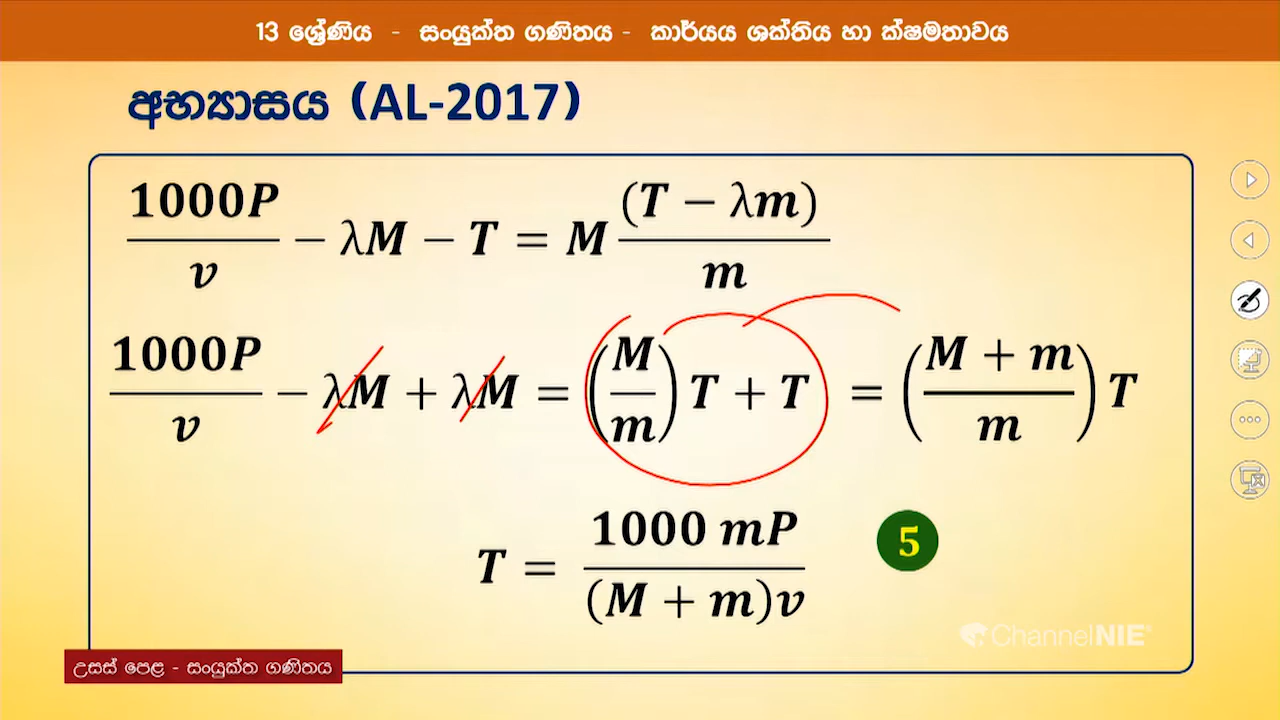 13 ශ්‍රේණිය - සංයුක්ත ගණිතය - කාර්යය ශක්තිය හා ක්ෂමතාවය
අභ්‍යාසය (AL-2017)
1000P/v − λM − T = M (T − λm)/m
1000P/v − λM + λM = (M/m) T + T = ((M + m)/m) T
T = 1000 mP/((M + m)v) 5
ChannelNIE
උසස් පෙළ - සංයුක්ත ගණිතය